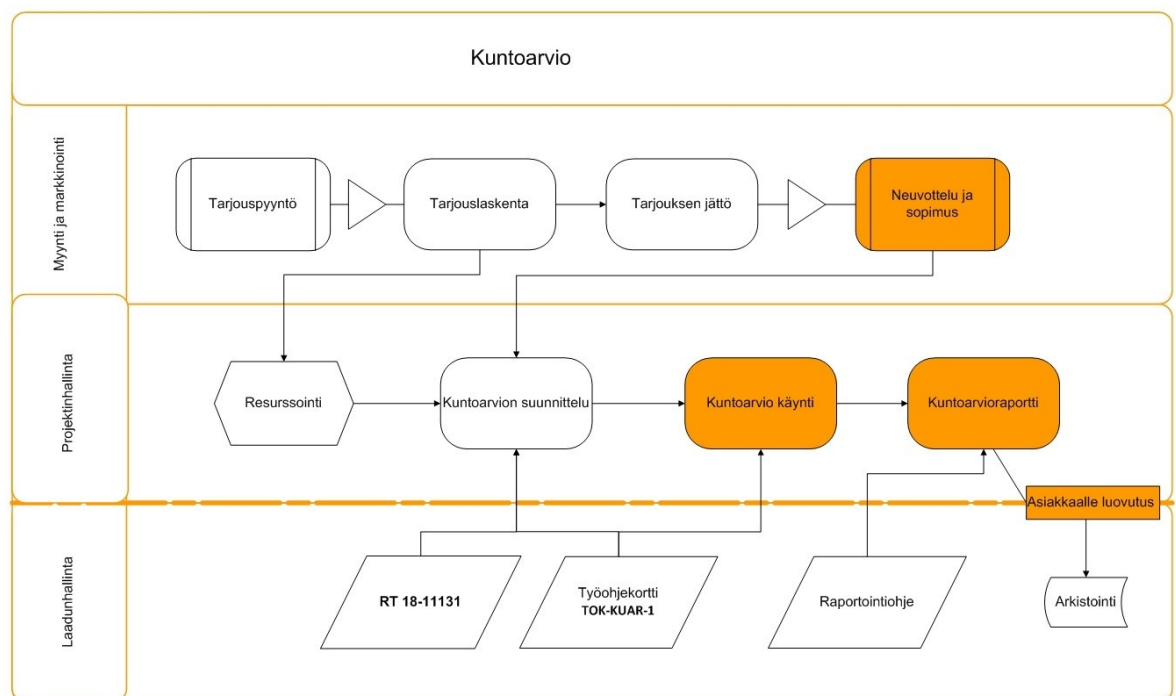 Kuntoarvio
Myynti ja markkinointi
Tarjouspyyntö
Tarjouslaskenta
Tarjouksen jättö
Neuvottelu ja
sopimus
Projektinhallinta
Resurssointi
Kuntoarvion suunnittelu
Kuntoarvio käynti
Kuntoarvioraportti
Asiakkaalle luovutus
Laadunhallinta
RT 18-11131
Työohjekortti
TOK-KUAR-1
Raportointiohje
Arkistointi